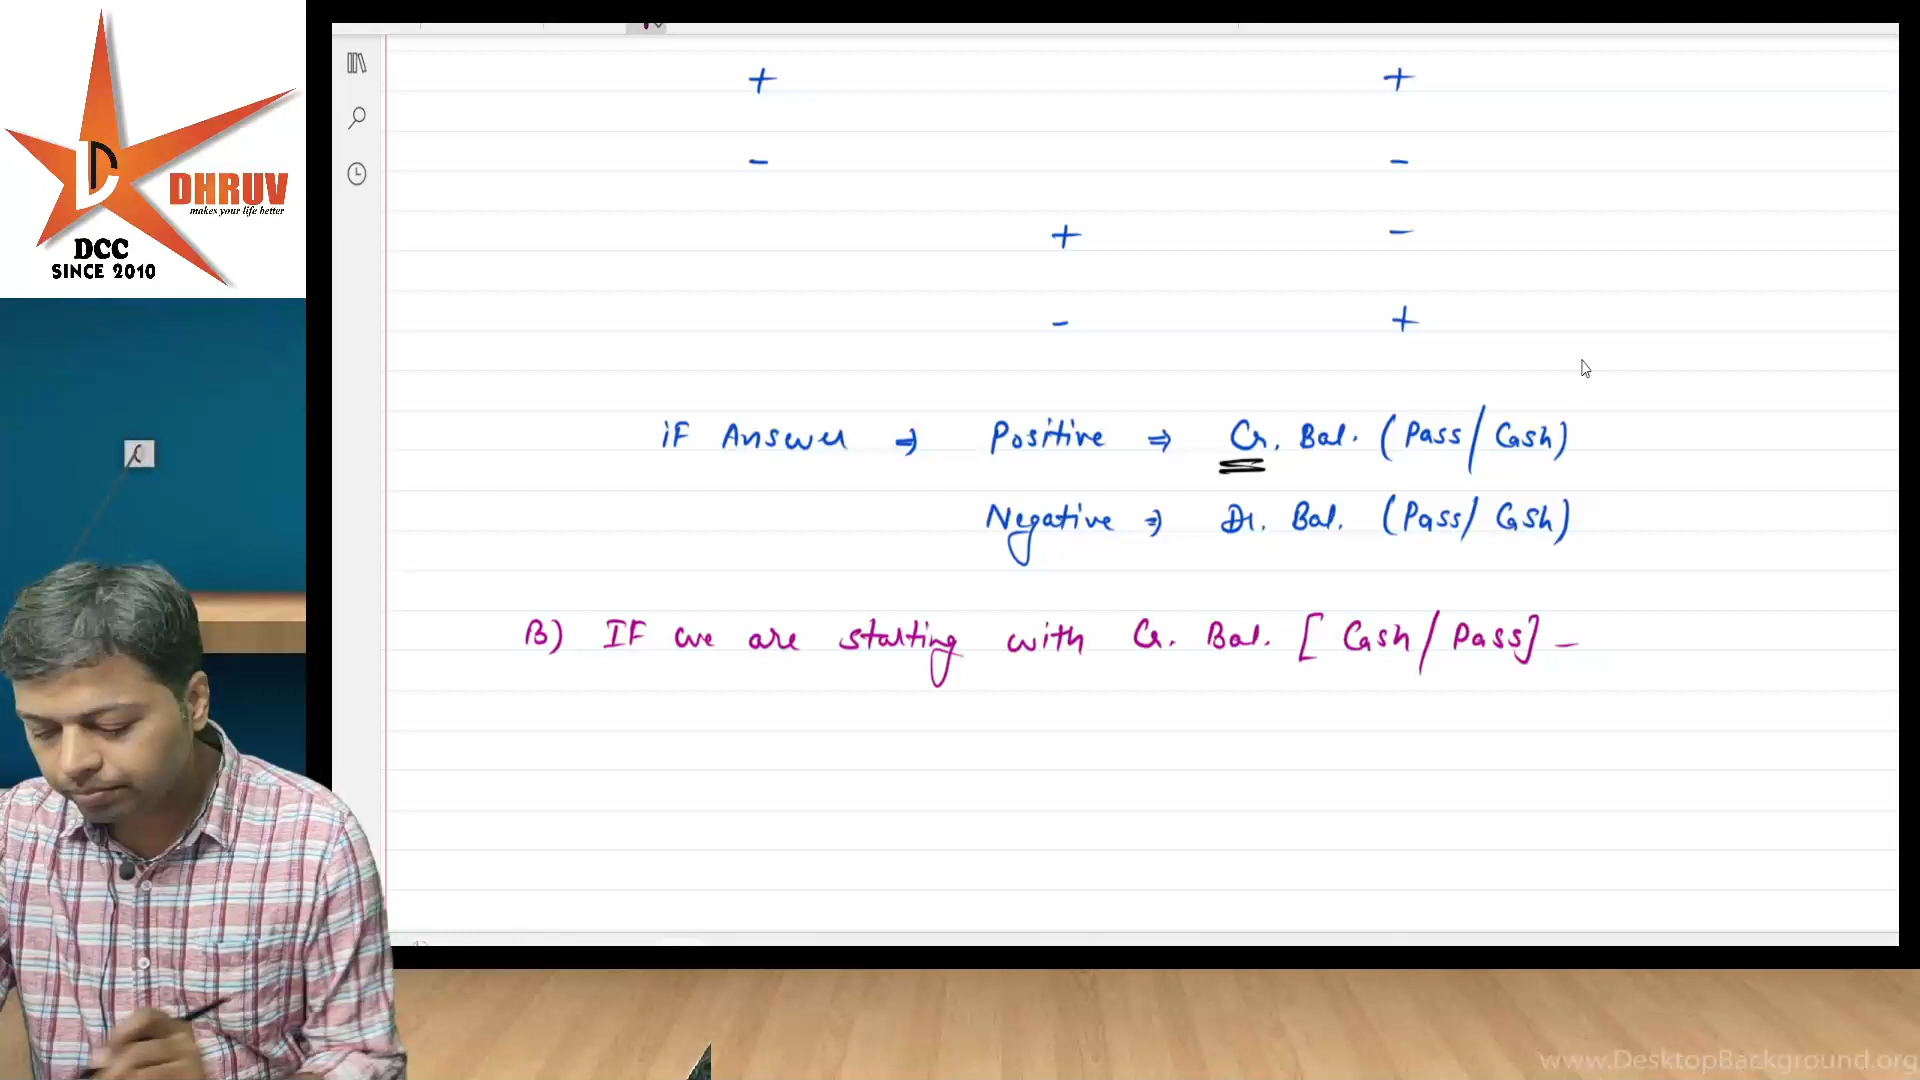 DHRUV
makes your life better
DCC
SINCE 2010
+ +
- -
+ -
- +
if Answer ⇒ Positive ⇒ Cr. Bal. (Pass/Cash)
Negative ⇒ Dr. Bal. (Pass/Cash)
B) IF we are starting with Cr. Bal. [Cash/Pass] -
www.DesktopBackground.org